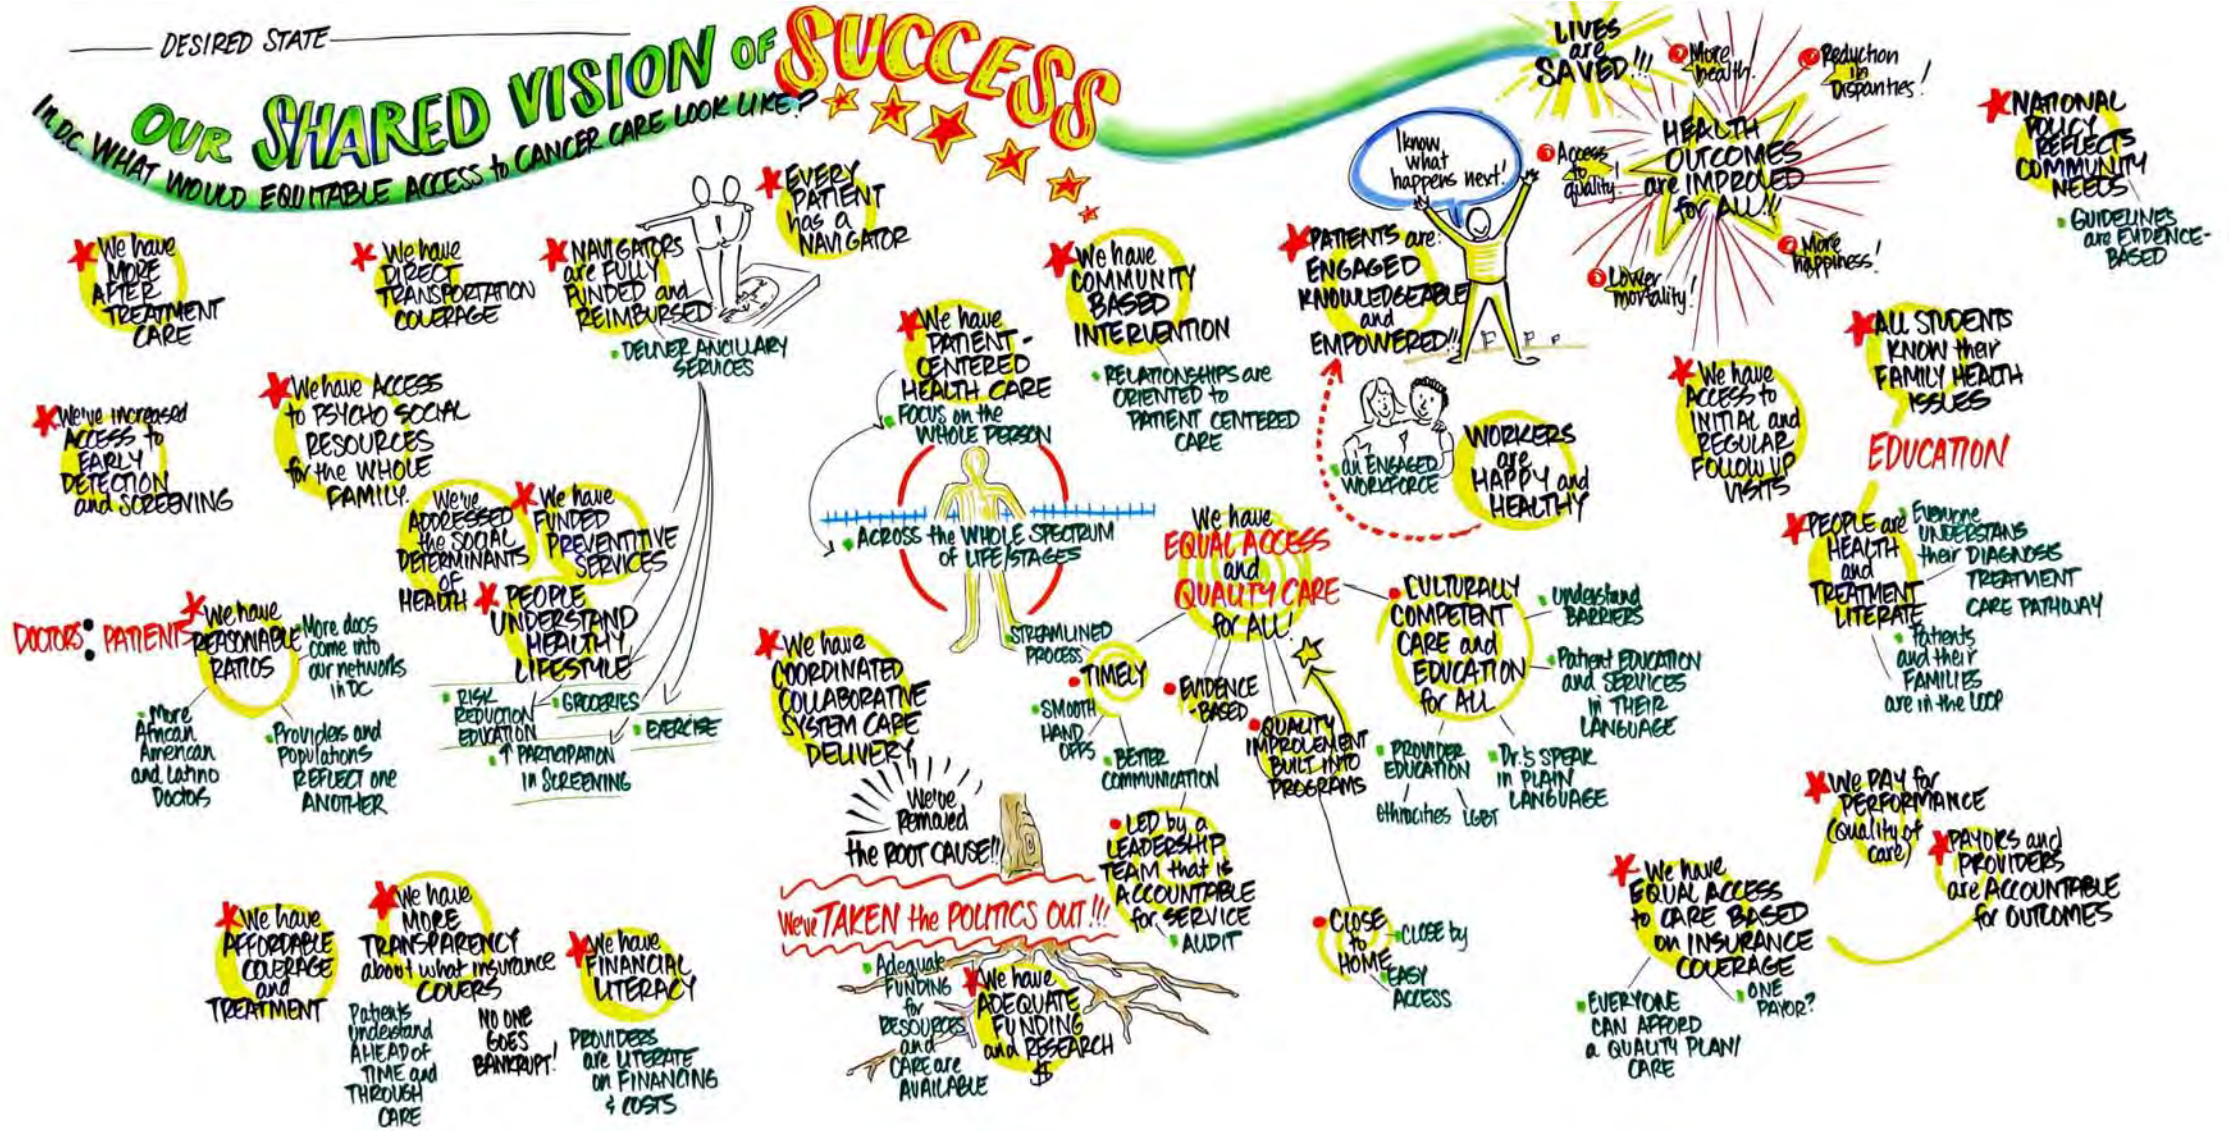 DESIRED STATE
OUR SHARED VISION OF SUCCESS
In D.C. WHAT WOULD EQUITABLE ACCESS to CANCER CARE LOOK LIKE?
LIVES
are
SAVED!!!
More
health!
Reduction
in
Disparities!
Access
to
quality!
HEALTH
OUTCOMES
are IMPROVED
for ALL!!!
More
happiness!
Lower
mortality!
NATIONAL
POLICY
REFLECTS
COMMUNITY
NEEDS
GUIDELINES
are EVIDENCE-
BASED
I know
what
happens next!
EVERY
PATIENT
has a
NAVIGATOR
We have
MORE
AFTER
TREATMENT
CARE
We have
DIRECT
TRANSPORTATION
COVERAGE
NAVIGATORS
are FULLY
FUNDED and
REIMBURSED
DELIVER ANCILLARY
SERVICES
We have
COMMUNITY
BASED
INTERVENTION
RELATIONSHIPS are
ORIENTED to
PATIENT CENTERED
CARE
PATIENTS are:
ENGAGED
KNOWLEDGEABLE
and
EMPOWERED!!
We have
PATIENT-
CENTERED
HEALTH CARE
FOCUS on the
WHOLE PERSON
ACROSS the WHOLE SPECTRUM
of LIFE/STAGES
an ENGAGED
WORKFORCE
WORKERS
are
HAPPY and
HEALTHY
We have
ACCESS to
INITIAL and
REGULAR
FOLLOW UP
VISITS
ALL STUDENTS
KNOW their
FAMILY HEALTH
ISSUES
EDUCATION
PEOPLE are
HEALTH
and
TREATMENT
LITERATE
Everyone
UNDERSTANS
their DIAGNOSIS
TREATMENT
CARE PATHWAY
Patients
and their
FAMILIES
are in the LOOP
We've increased
ACCESS to
EARLY
DETECTION
and SCREENING
We have ACCESS
to PSYCHO SOCIAL
RESOURCES
for the WHOLE
FAMILY.
We've
ADDRESSED
the SOCIAL
DETERMINANTS
OF
HEALTH
We have
FUNDED
PREVENTITIVE
SERVICES
PEOPLE
UNDERSTAND
HEALTHY
LIFESTYLE
RISK
REDUCTION
EDUCATION
GROCERIES
EXERCISE
↑ PARTICIPATION
in SCREENING
DOCTORS: PATIENTS
We have
REASONABLE
RATIOS
More docs
come into
our networks
in DC
More
African
American
and Latino
Doctors
Providers and
Populations
REFLECT one
ANOTHER
We have
EQUAL ACCESS
and
QUALITY CARE
for ALL!
STREAMLINED
PROCESS
TIMELY
SMOOTH
HAND
OFFS
BETTER
COMMUNICATION
EVIDENCE
-BASED
QUALITY
IMPROVEMENT
BUILT INTO
PROGRAMS
CULTURALLY
COMPETENT
CARE and
EDUCATION
for ALL
understand
BARRIERS
Patient EDUCATION
and SERVICES
in THEIR
LANGUAGE
PROVIDER
EDUCATION
ethnicities LGBT
Dr.'s SPEAK
in PLAIN
LANGUAGE
We have
COORDINATED
COLLABORATIVE
SYSTEM CARE
DELIVERY
We've
Removed
the ROOT CAUSE!!
We've TAKEN the POLITICS OUT!!!
LED by a
LEADERSHIP
TEAM that is
ACCOUNTABLE
for SERVICE
AUDIT
Adequate
FUNDING
for
RESOURCES
and
CARE are
AVAILABLE
We have
ADEQUATE
FUNDING
and RESEARCH
$
CLOSE
to
HOME
CLOSE by
EASY
ACCESS
We PAY for
PERFORMANCE
(quality of
care)
PAYORS and
PROVIDERS
are ACCOUNTABLE
for OUTCOMES
We have
EQUAL ACCESS
to CARE BASED
on INSURANCE
COVERAGE
EVERYONE
CAN AFFORD
a QUALITY PLAN/
CARE
ONE
PAYOR?
We have
AFFORDABLE
COVERAGE
and
TREATMENT
We have
MORE
TRANSPARENCY
about what insurance
COVERS
Patients
understand
AHEAD of
TIME and
THROUGH
CARE
NO ONE
GOES
BANKRUPT!
We have
FINANCIAL
LITERACY
PROVIDERS
are LITERATE
on FINANCING
& COSTS